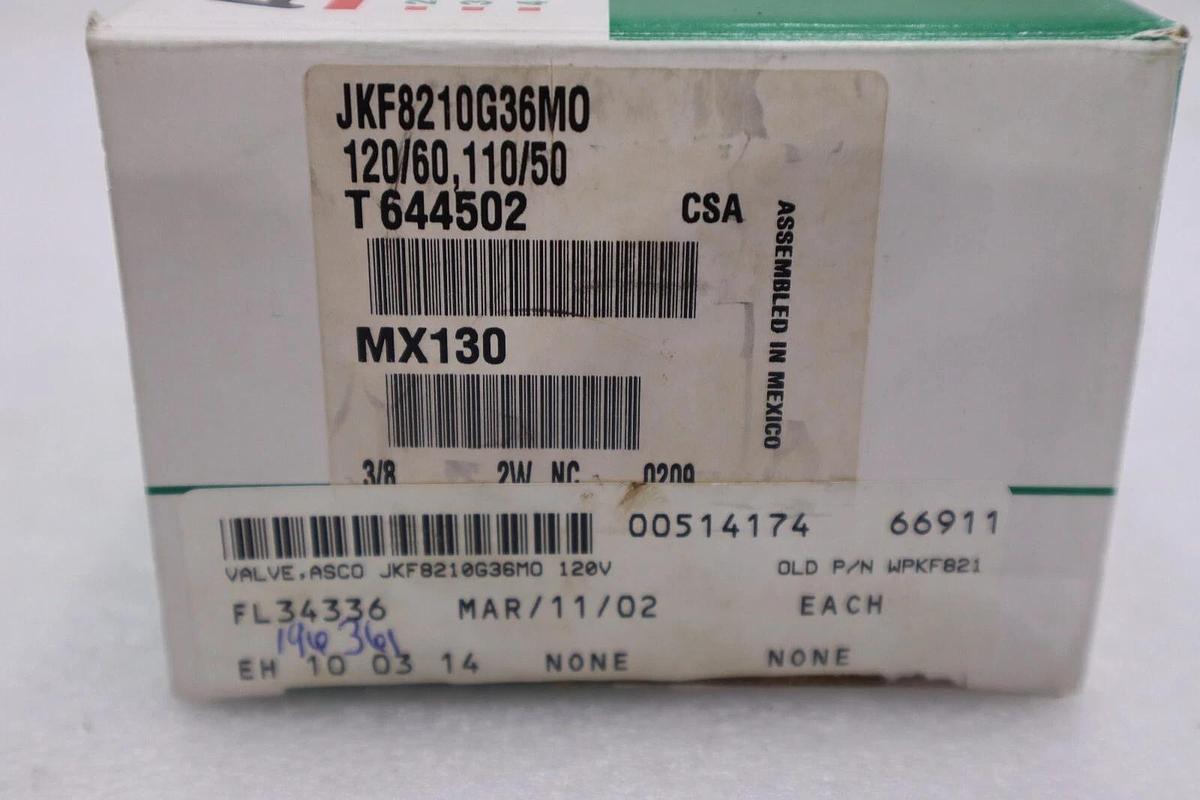 JKF8210G36MO
120/60,110/50
T 644502
CSA
ASSEMBLED IN MEXICO
MX130
3/8 2W NC 0209
00514174 66911
VALVE,ASCO JKF8210G36MO 120V OLD P/N WPKF821
FL34336 MAR/11/02 EACH
196361
EH 10 03 14 NONE NONE